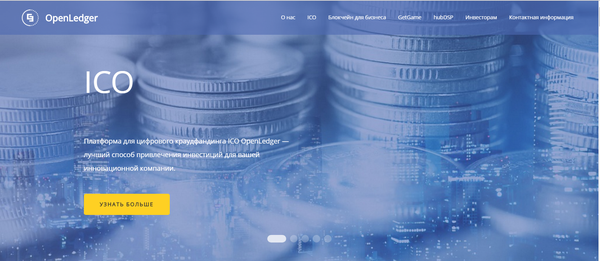 OpenLedger
О нас ICO Блокчейн для бизнеса GetGame hubDSP Инвесторам Контактная информация
ICO
Платформа для цифрового краудфандинга ICO OpenLedger —
лучший способ привлечения инвестиций для вашей
инновационной компании.
УЗНАТЬ БОЛЬШЕ